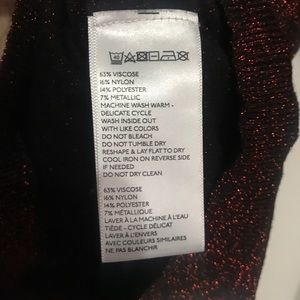 63% VISCOSE
16% NYLON
14% POLYESTER
7% METALLIC
MACHINE WASH WARM -
DELICATE CYCLE
WASH INSIDE OUT
WITH LIKE COLORS
DO NOT BLEACH
DO NOT TUMBLE DRY
RESHAPE & LAY FLAT TO DRY
COOL IRON ON REVERSE SIDE
IF NEEDED
DO NOT DRY CLEAN
63% VISCOSE
16% NYLON
14% POLYESTER
7% MÉTALLIQUE
LAVER À LA MACHINE À L'EAU
TIÈDE - CYCLE DÉLICAT
LAVER À L'ENVERS
AVEC COULEURS SIMILAIRES
NE PAS BLANCHIR